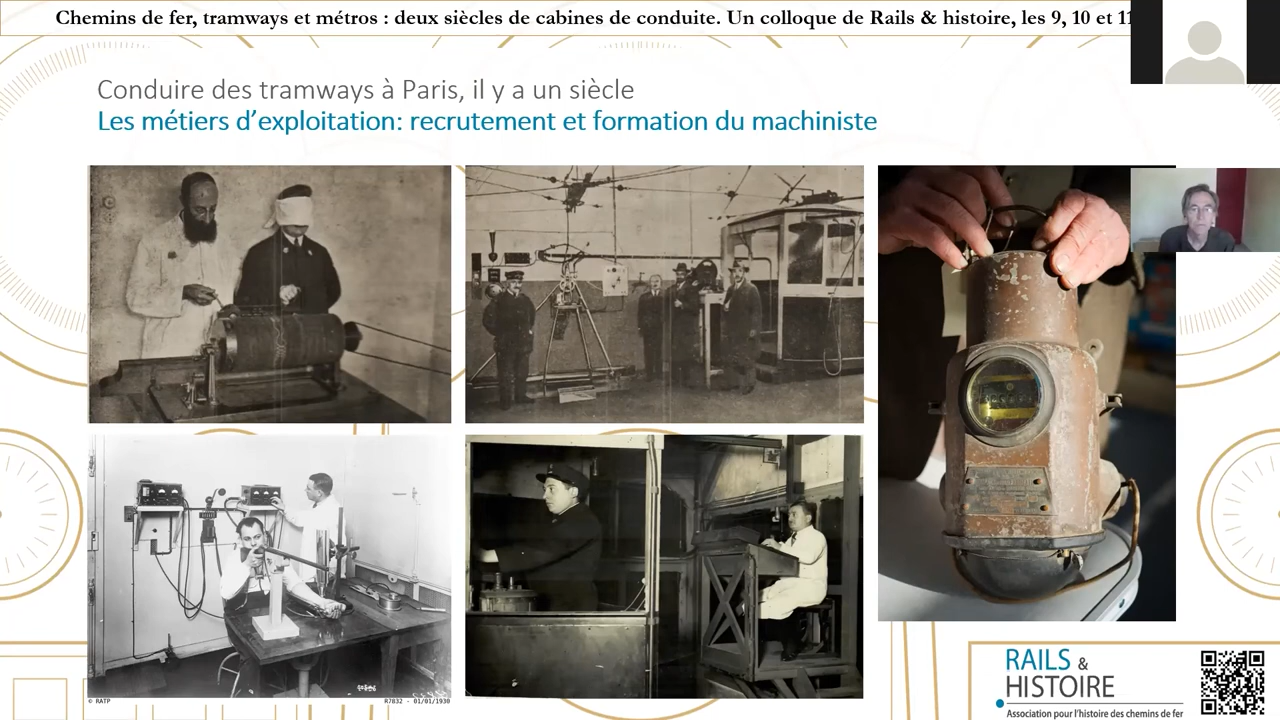 Chemins de fer, tramways et métros : deux siècles de cabines de conduite. Un colloque de Rails & histoire, les 9, 10 et 11
Conduire des tramways à Paris, il y a un siècle
Les métiers d'exploitation: recrutement et formation du machiniste
© RATP
R7832 - 01/01/1930
RAILS &
HISTOIRE
Association pour l'histoire des chemins de fer